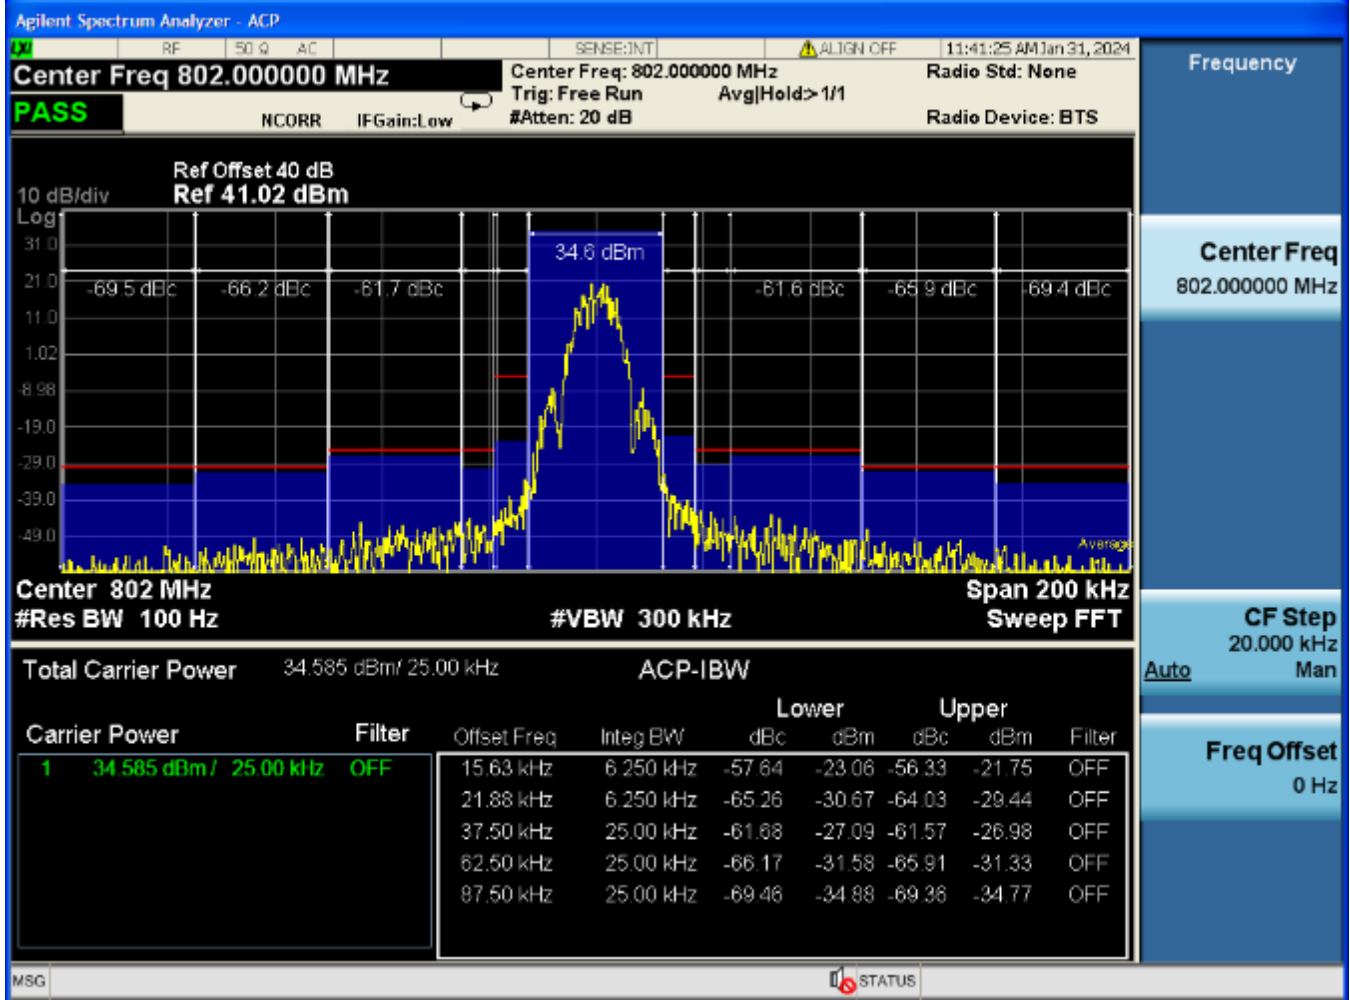 Agilent Spectrum Analyzer - ACP
LXI RF 50 Ω AC SENSE:INT ALIGN OFF 11:41:25 AM Jan 31, 2024
Center Freq 802.000000 MHz
Center Freq: 802.000000 MHz
Radio Std: None
Trig: Free Run Avg|Hold:> 1/1
PASS
NCORR IFGain:Low
#Atten: 20 dB
Radio Device: BTS
Ref Offset 40 dB
10 dB/div Ref 41.02 dBm
Log
31.0
34.6 dBm
21.0
-69.5 dBc -66.2 dBc -61.7 dBc -61.6 dBc -65.9 dBc -69.4 dBc
11.0
1.02
-8.98
-19.0
-29.0
-39.0
-49.0
Average
Center 802 MHz Span 200 kHz
#Res BW 100 Hz #VBW 300 kHz Sweep FFT
Total Carrier Power 34.585 dBm/ 25.00 kHz ACP-IBW
Lower Upper
Carrier Power Filter Offset Freq Integ BW dBc dBm dBc dBm Filter
1 34.585 dBm / 25.00 kHz OFF 15.63 kHz 6.250 kHz -57.64 -23.06 -56.33 -21.75 OFF
21.88 kHz 6.250 kHz -65.26 -30.67 -64.03 -29.44 OFF
37.50 kHz 25.00 kHz -61.68 -27.09 -61.57 -26.98 OFF
62.50 kHz 25.00 kHz -66.17 -31.58 -65.91 -31.33 OFF
87.50 kHz 25.00 kHz -69.46 -34.88 -69.36 -34.77 OFF
MSG STATUS
Frequency
Center Freq
802.000000 MHz
CF Step
20.000 kHz
Auto Man
Freq Offset
0 Hz